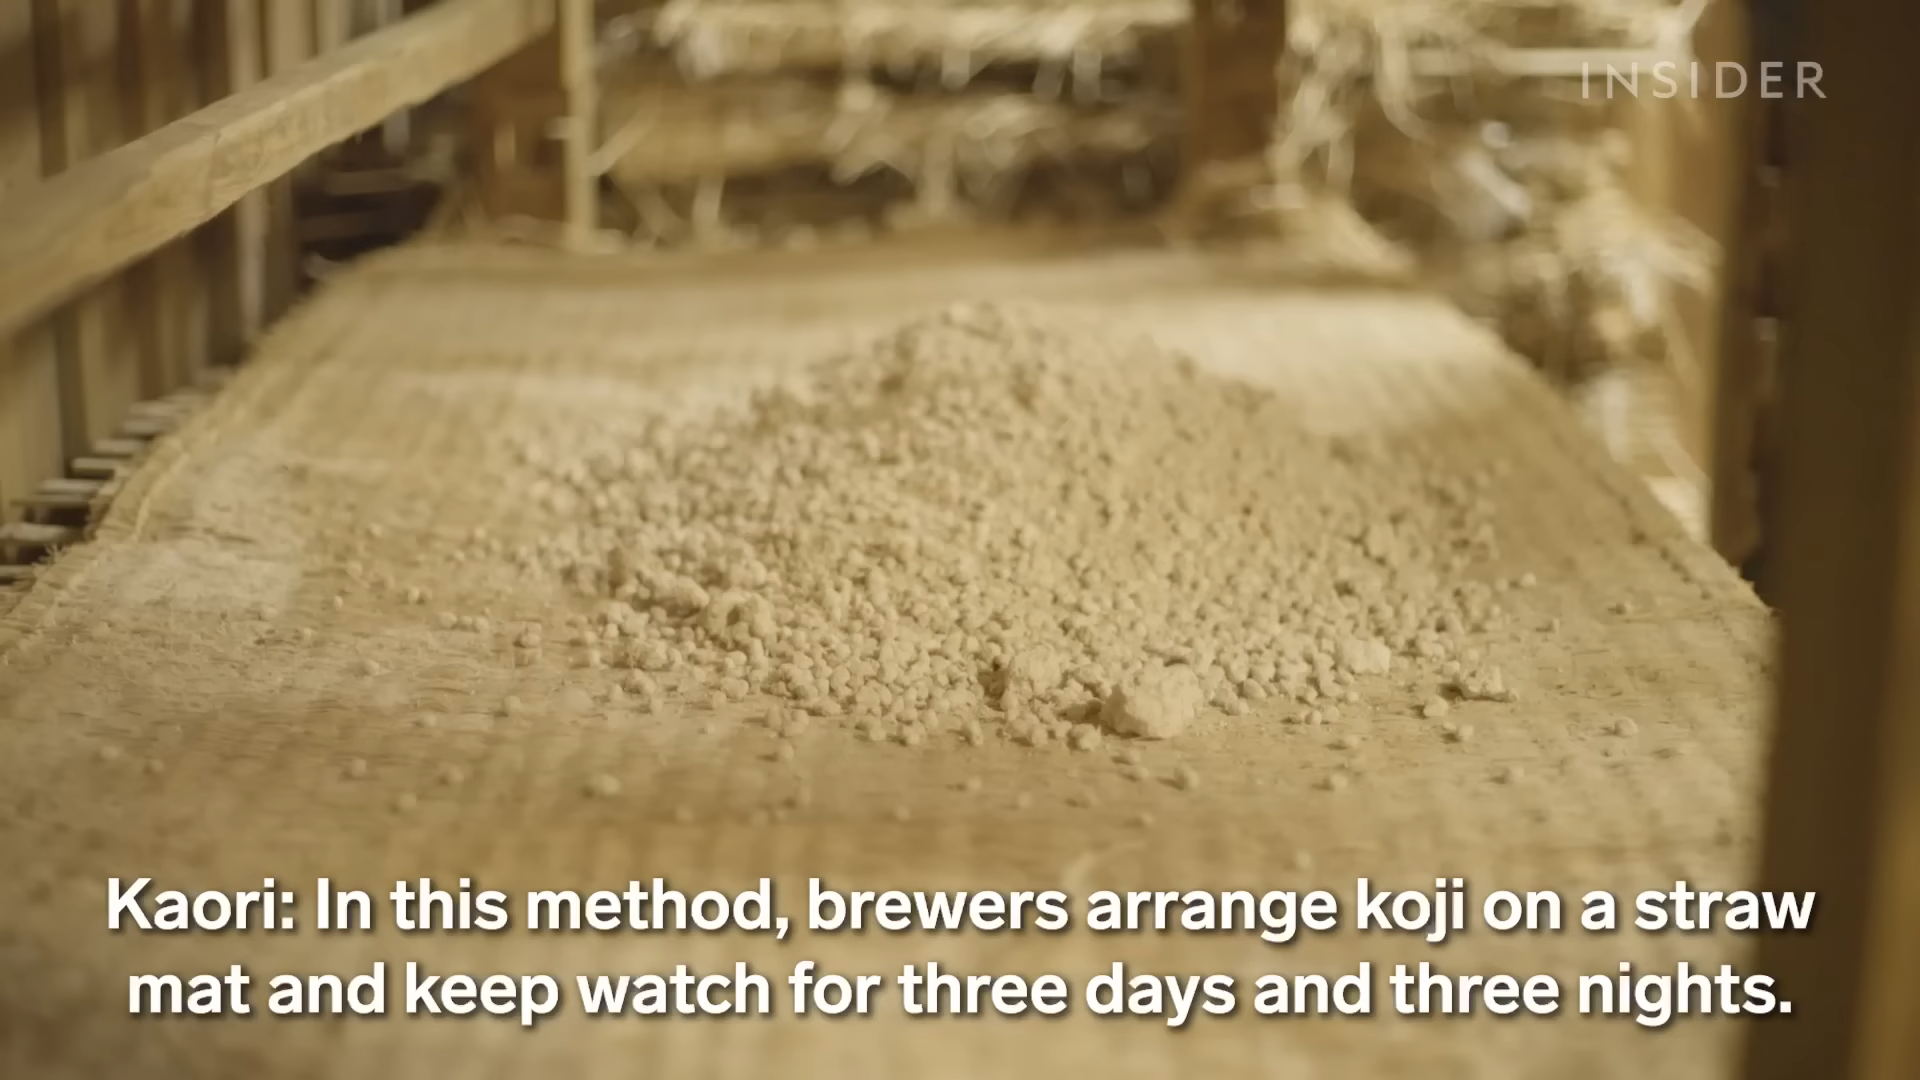 INSIDER
Kaori: In this method, brewers arrange koji on a straw
mat and keep watch for three days and three nights.